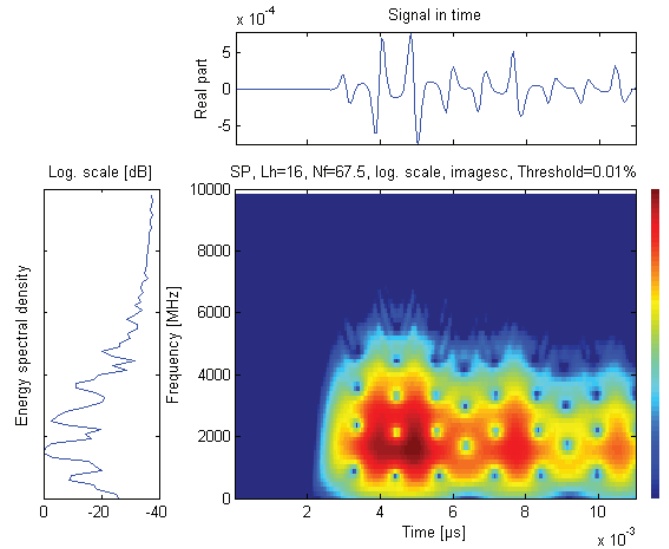 Signal in time
x 10⁻⁴
Real part
5
0
-5
Log. scale [dB]
Energy spectral density
0 -20 -40
SP, Lh=16, Nf=67.5, log. scale, imagesc, Threshold=0.01%
Frequency [MHz]
10000
8000
6000
4000
2000
0
2 4 6 8 10
Time [µs]
x 10⁻³